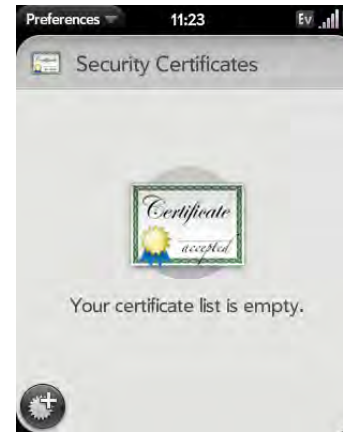 Preferences 11:23 Ev
Security Certificates
Certificate
accepted
Your certificate list is empty.